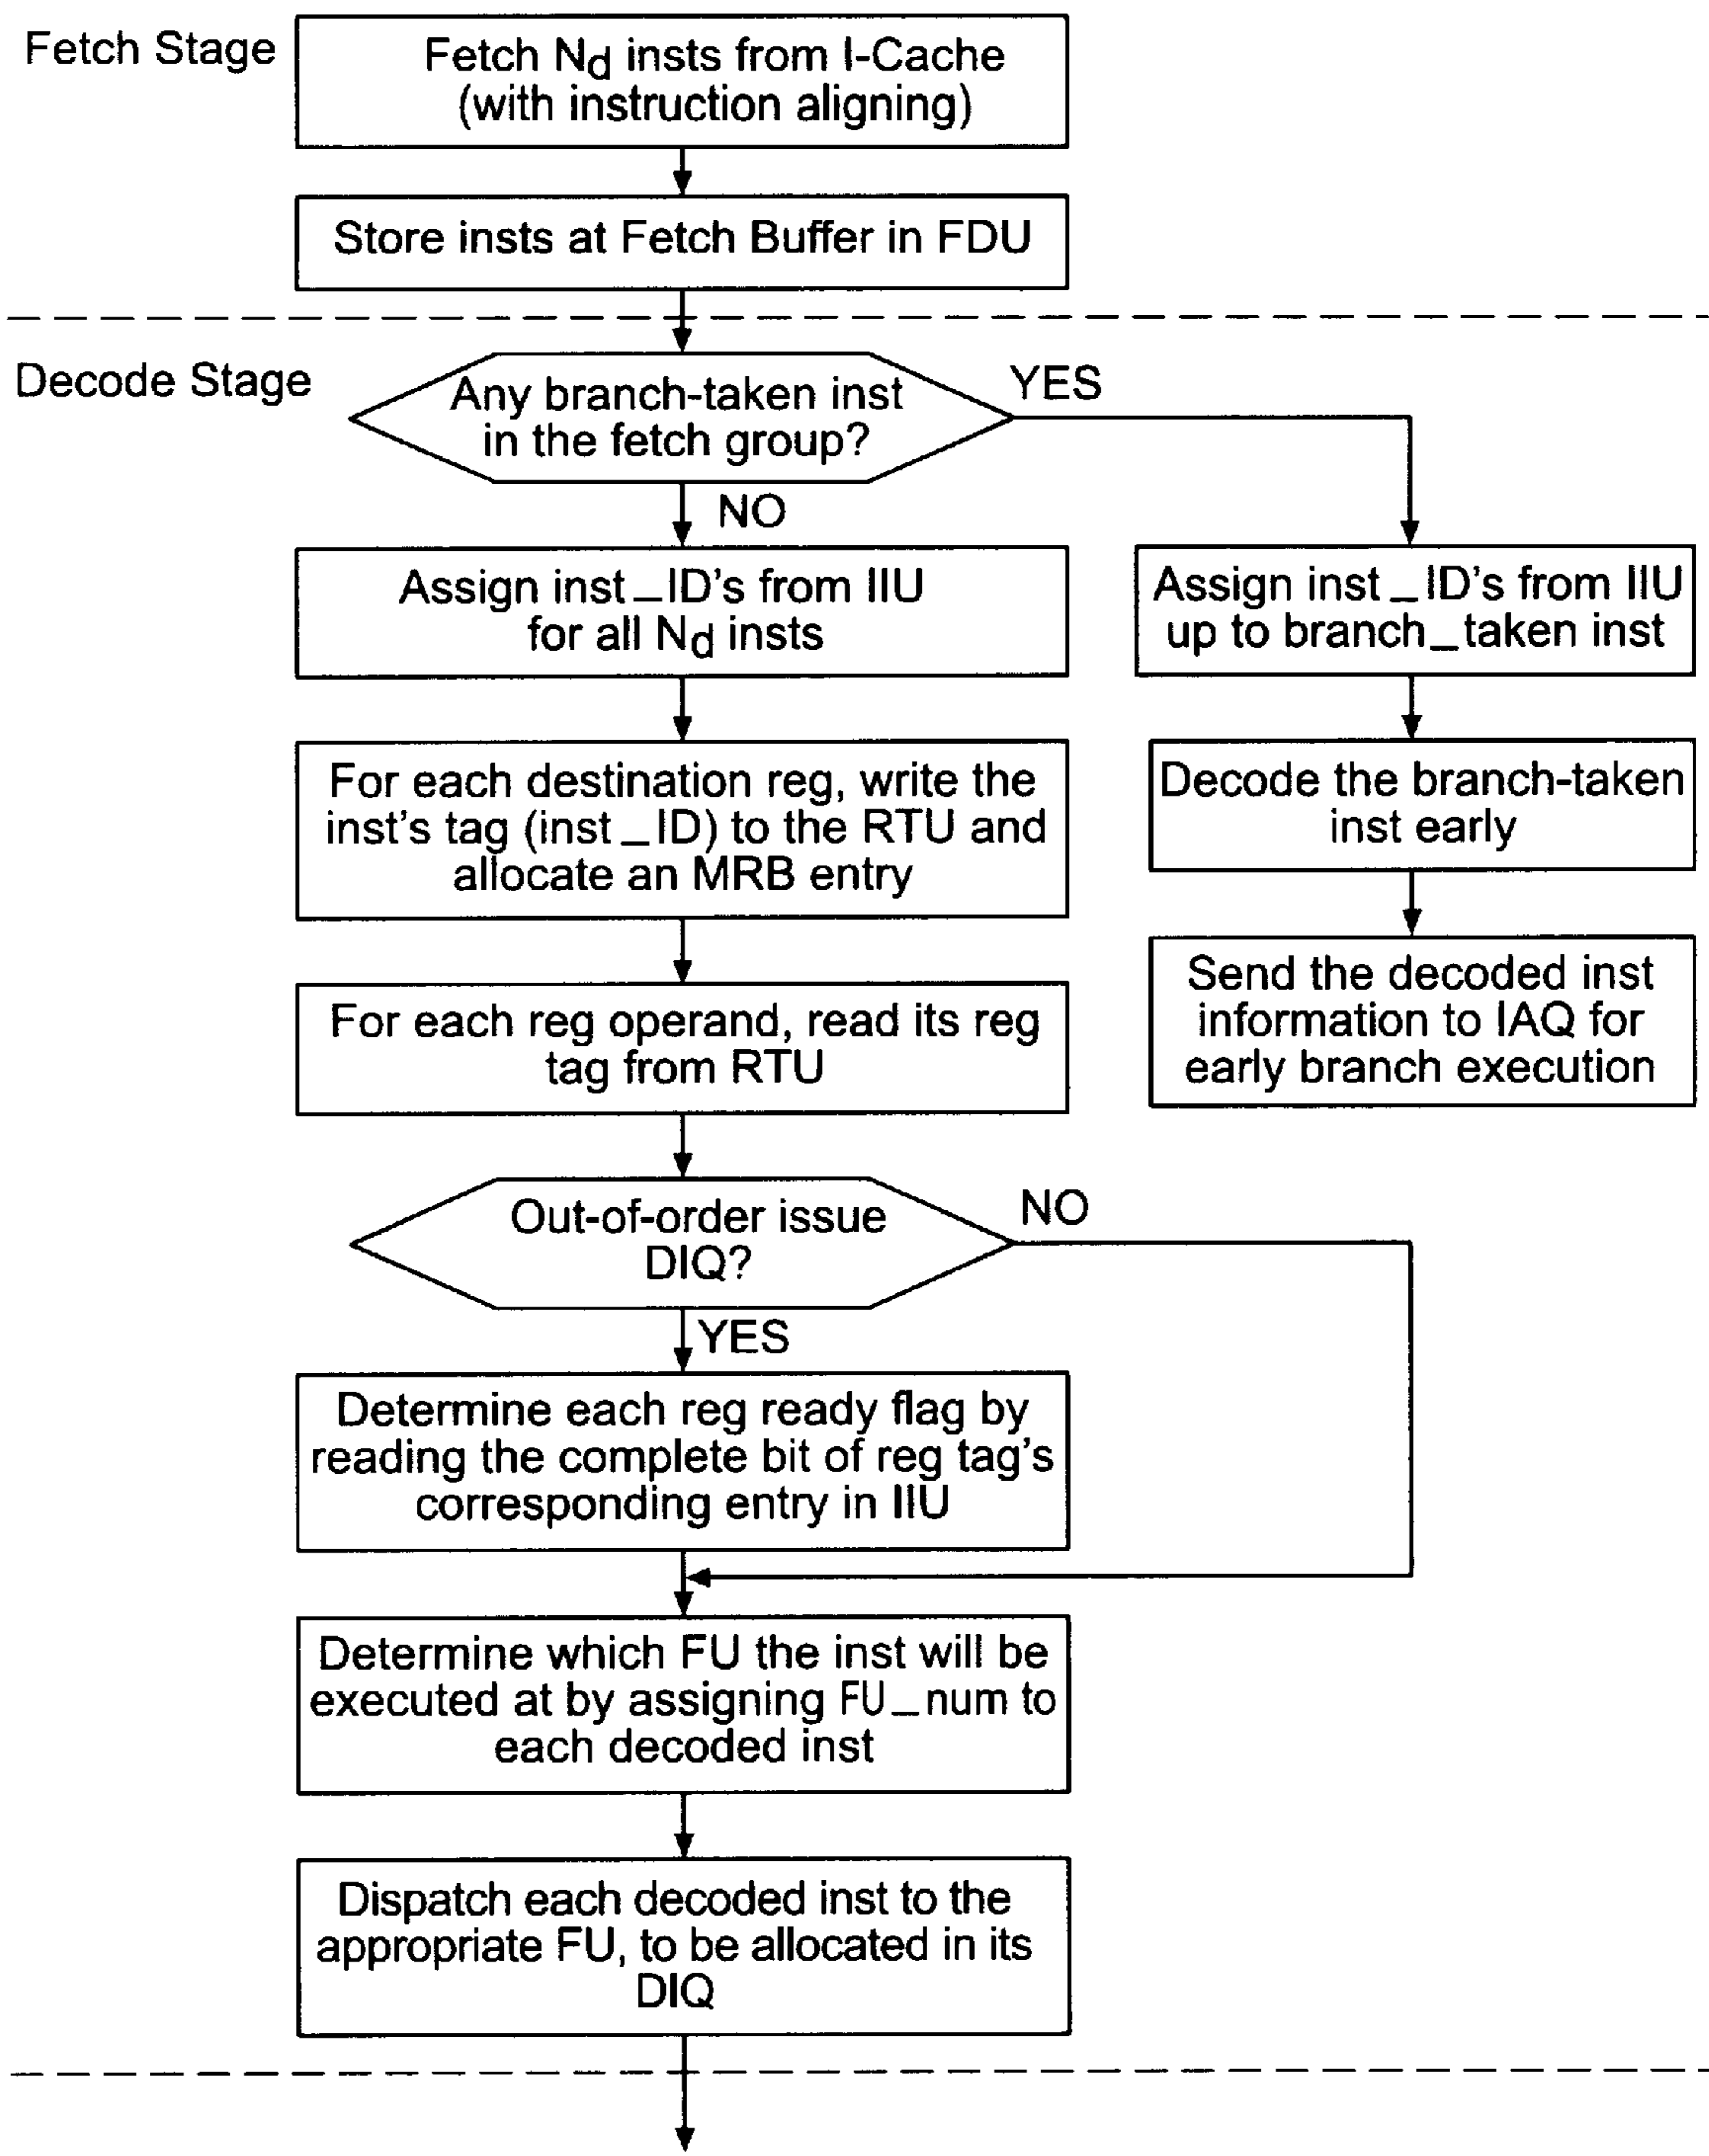 Fetch Stage
Fetch Nd insts from I-Cache
(with instruction aligning)
Store insts at Fetch Buffer in FDU
Decode Stage
Any branch-taken inst
in the fetch group?
YES
NO
Assign inst_ID's from IIU
for all Nd insts
Assign inst_ID's from IIU
up to branch_taken inst
For each destination reg, write the
inst's tag (inst_ID) to the RTU and
allocate an MRB entry
Decode the branch-taken
inst early
Send the decoded inst
information to IAQ for
early branch execution
For each reg operand, read its reg
tag from RTU
Out-of-order issue
DIQ?
NO
YES
Determine each reg ready flag by
reading the complete bit of reg tag's
corresponding entry in IIU
Determine which FU the inst will be
executed at by assigning FU_num to
each decoded inst
Dispatch each decoded inst to the
appropriate FU, to be allocated in its
DIQ